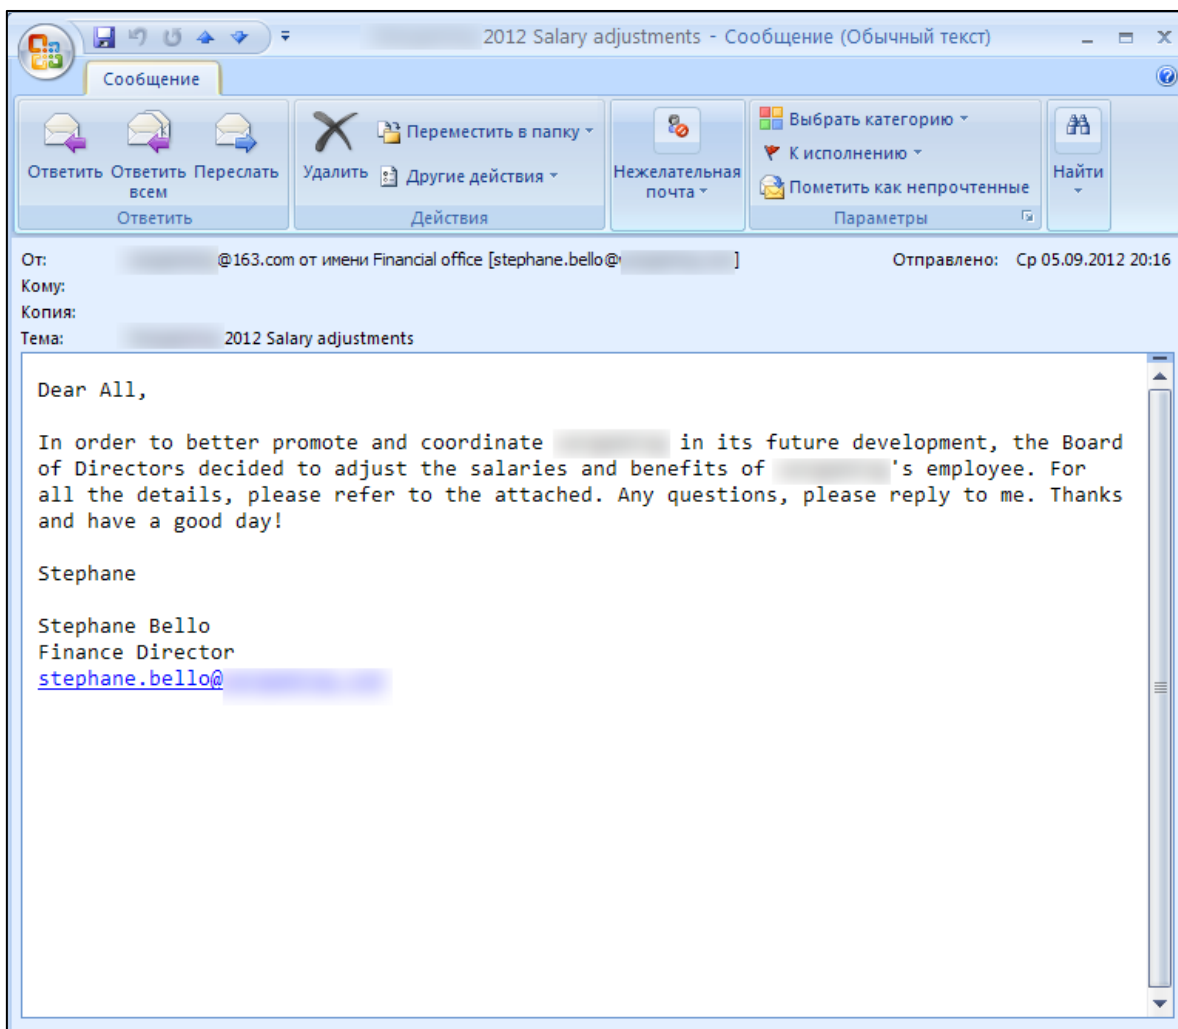 2012 Salary adjustments - Сообщение (Обычный текст)
Сообщение
Ответить Ответить всем Переслать
Удалить
Переместить в папку
Другие действия
Нежелательная почта
Выбрать категорию
К исполнению
Пометить как непрочтенные
Найти
Ответить
Действия
Параметры
От: @163.com от имени Financial office [stephane.bello@ ]
Отправлено: Ср 05.09.2012 20:16
Кому:
Копия:
Тема: 2012 Salary adjustments
Dear All,
In order to better promote and coordinate in its future development, the Board
of Directors decided to adjust the salaries and benefits of 's employee. For
all the details, please refer to the attached. Any questions, please reply to me. Thanks
and have a good day!
Stephane
Stephane Bello
Finance Director
stephane.bello@